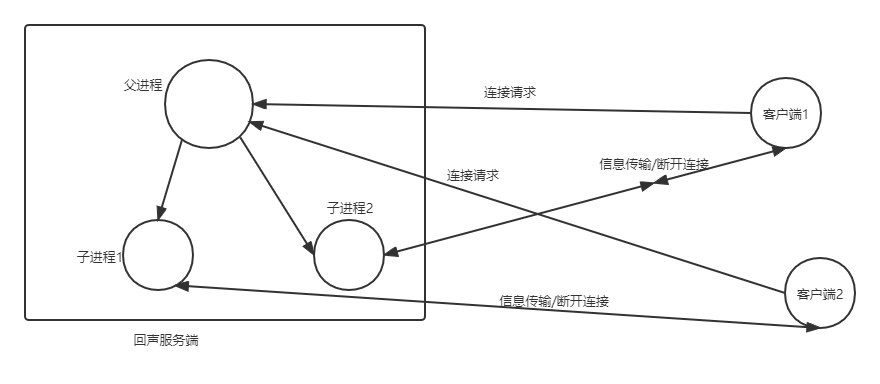 父进程
连接请求
客户端1
信息传输/断开连接
连接请求
子进程2
子进程1
客户端2
信息传输/断开连接
回声服务端